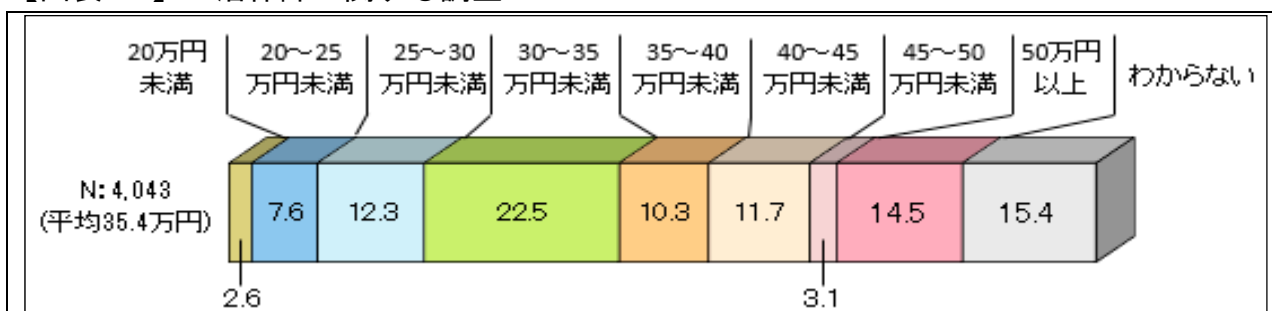 20万円
未満
20～25
万円未満
25～30
万円未満
30～35
万円未満
35～40
万円未満
40～45
万円未満
45～50
万円未満
50万円
以上
わからない
N:4,043
(平均35.4万円)
7.6
12.3
22.5
10.3
11.7
14.5
15.4
2.6
3.1